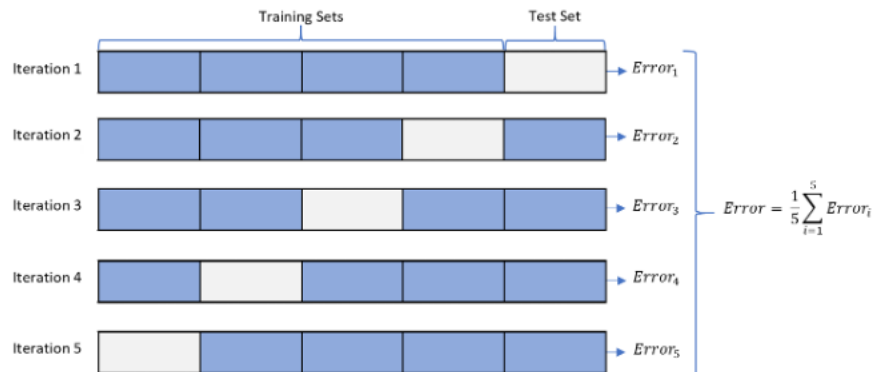 Training Sets Test Set
Iteration 1 Error₁
Iteration 2 Error₂
Iteration 3 Error₃
Error = 1/5 ∑⁵ᵢ₌₁ Errorᵢ
Iteration 4 Error₄
Iteration 5 Error₅